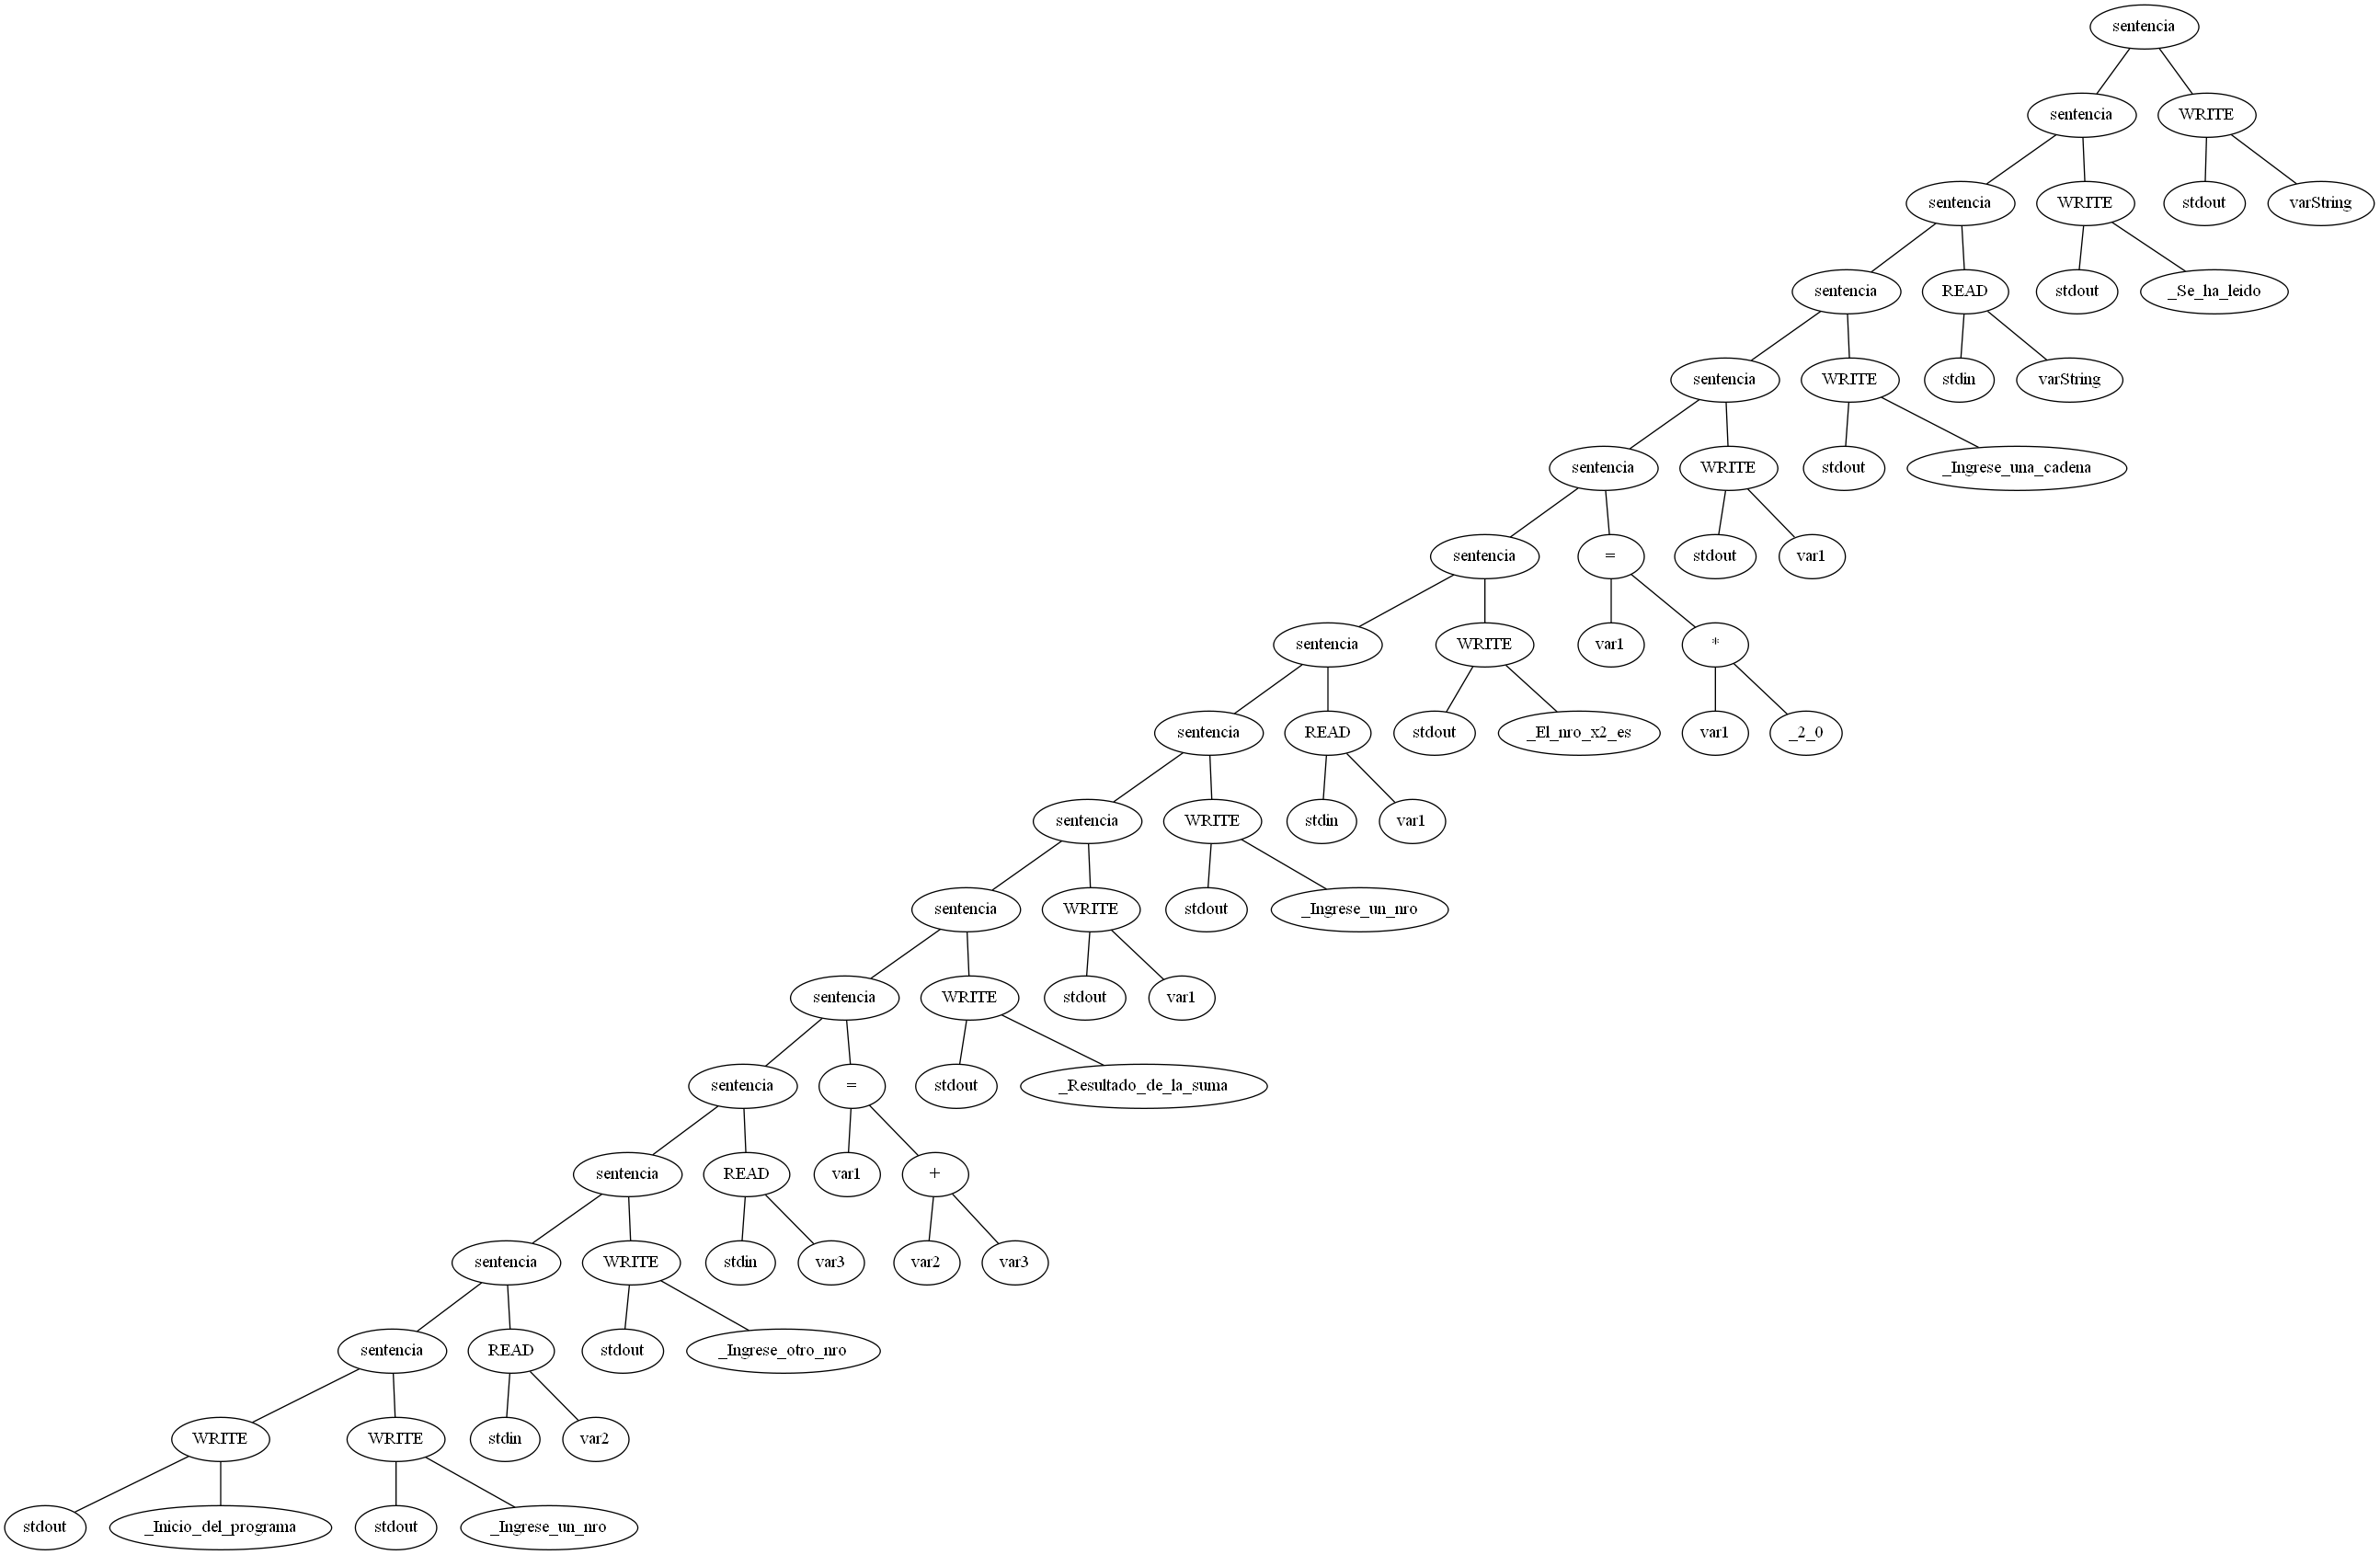 sentencia
sentencia WRITE
sentencia WRITE stdout varString
sentencia READ stdout _Se_ha_leido
sentencia WRITE stdin varString
sentencia WRITE stdout _Ingrese_una_cadena
sentencia = stdout var1
sentencia WRITE var1 *
sentencia READ stdout _El_nro_x2_es var1 _2_0
sentencia WRITE stdin var1
sentencia WRITE stdout _Ingrese_un_nro
sentencia WRITE stdout var1
sentencia = stdout _Resultado_de_la_suma
sentencia READ var1 +
sentencia WRITE stdin var3 var2 var3
sentencia READ stdout _Ingrese_otro_nro
WRITE WRITE stdin var2
stdout _Inicio_del_programa stdout _Ingrese_un_nro